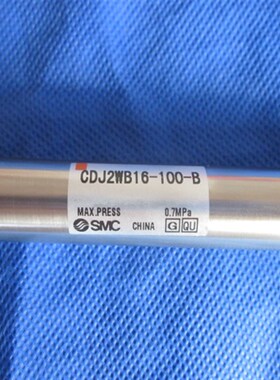 CDJ2WB16-100-B
MAX.PRESS 0.7MPa
SMC CHINA G QU